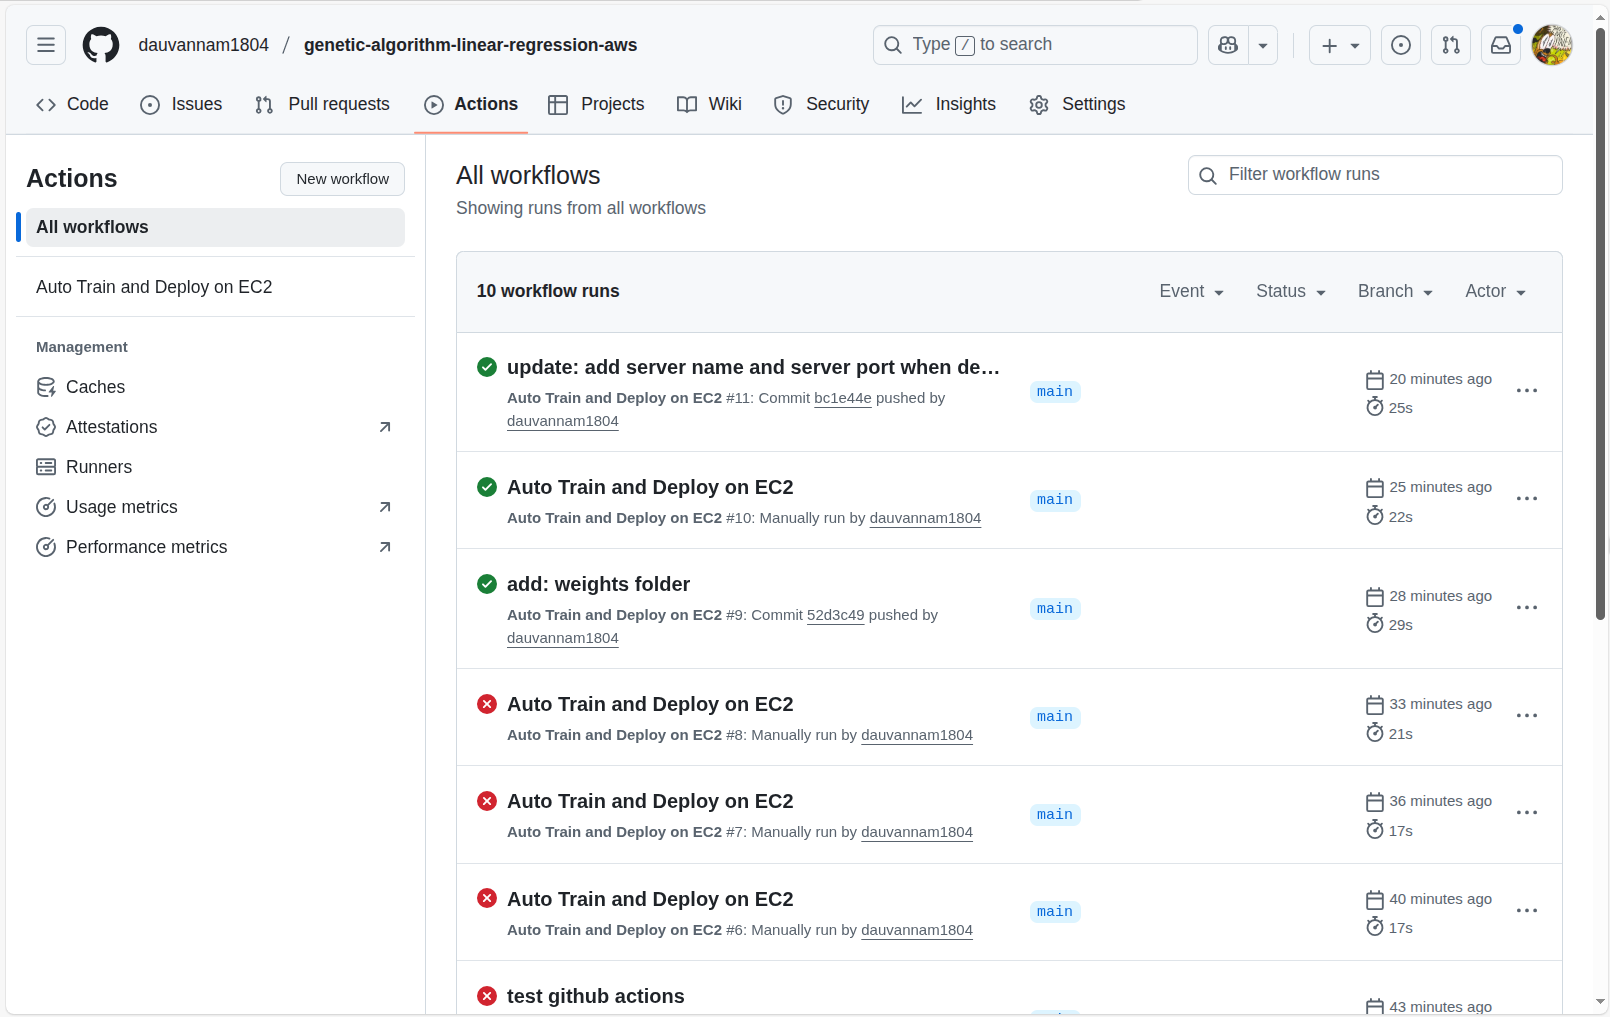 dauvannam1804 / genetic-algorithm-linear-regression-aws
Type / to search
Code Issues Pull requests Actions Projects Wiki Security Insights Settings
Actions
New workflow
All workflows
Auto Train and Deploy on EC2
Management
Caches
Attestations
Runners
Usage metrics
Performance metrics
All workflows
Showing runs from all workflows
Filter workflow runs
10 workflow runs
Event Status Branch Actor
update: add server name and server port when de…
Auto Train and Deploy on EC2 #11: Commit bc1e44e pushed by
dauvannam1804
main
20 minutes ago
25s
Auto Train and Deploy on EC2
Auto Train and Deploy on EC2 #10: Manually run by dauvannam1804
main
25 minutes ago
22s
add: weights folder
Auto Train and Deploy on EC2 #9: Commit 52d3c49 pushed by
dauvannam1804
main
28 minutes ago
29s
Auto Train and Deploy on EC2
Auto Train and Deploy on EC2 #8: Manually run by dauvannam1804
main
33 minutes ago
21s
Auto Train and Deploy on EC2
Auto Train and Deploy on EC2 #7: Manually run by dauvannam1804
main
36 minutes ago
17s
Auto Train and Deploy on EC2
Auto Train and Deploy on EC2 #6: Manually run by dauvannam1804
main
40 minutes ago
17s
test github actions
43 minutes ago